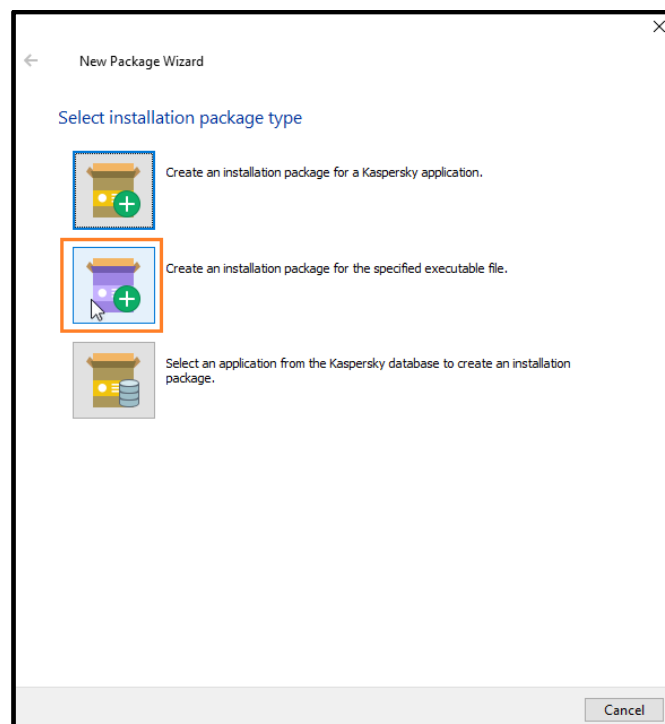 New Package Wizard
Select installation package type
Create an installation package for a Kaspersky application.
Create an installation package for the specified executable file.
Select an application from the Kaspersky database to create an installation
package.
Cancel